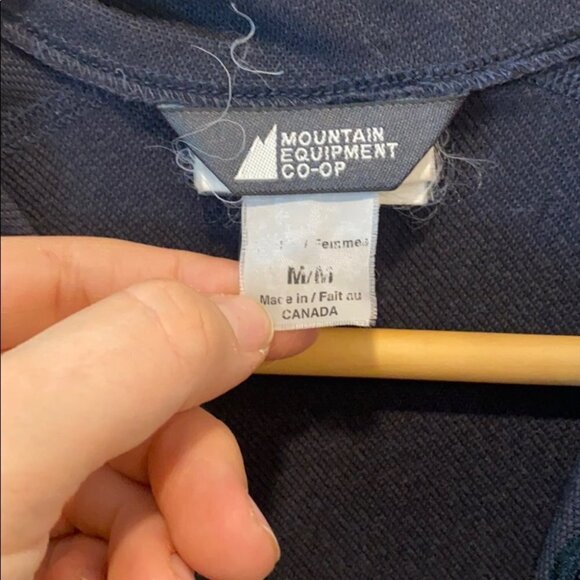 MOUNTAIN
EQUIPMENT
CO-OP
/ Femmes
M/M
Made in / Fait au
CANADA